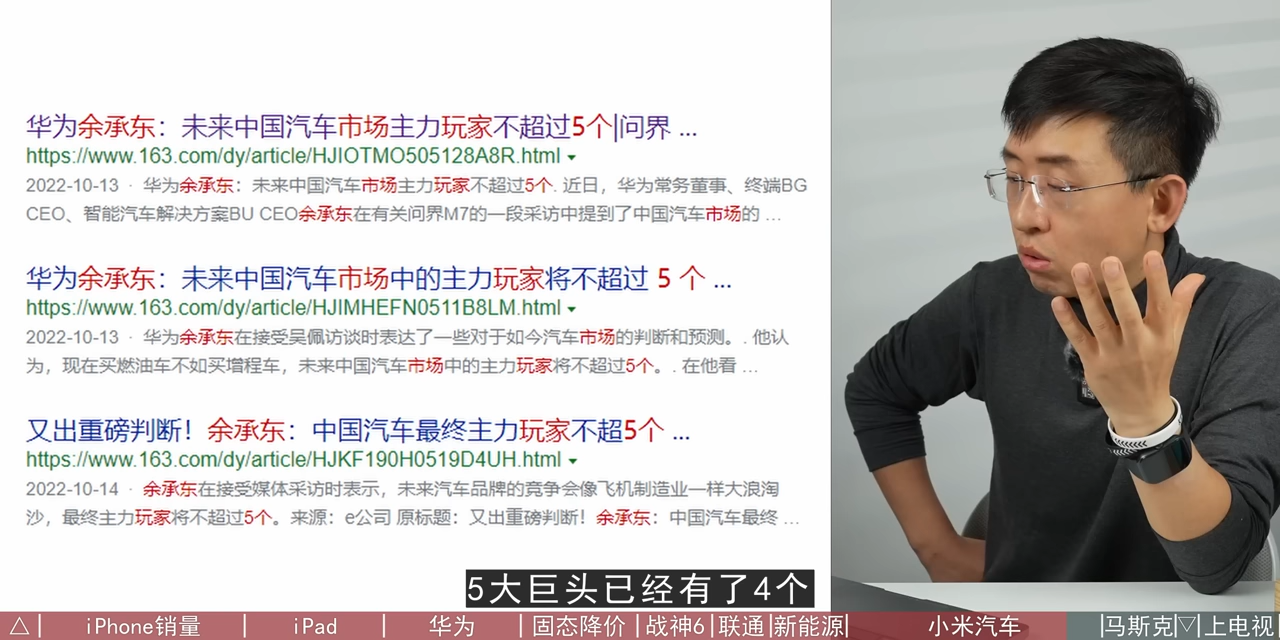 华为余承东：未来中国汽车市场主力玩家不超过5个|问界 ...
https://www.163.com/dy/article/HJIOTMO505128A8R.html
2022-10-13 · 华为余承东：未来中国汽车市场主力玩家不超过5个. 近日，华为常务董事、终端BG
CEO、智能汽车解决方案BU CEO余承东在有关问界M7的一段采访中提到了中国汽车市场的 ...
华为余承东：未来中国汽车市场中的主力玩家将不超过 5 个 ...
https://www.163.com/dy/article/HJIMHEFN0511B8LM.html
2022-10-13 · 华为余承东在接受吴佩访谈时表达了一些对于如今汽车市场的判断和预测。. 他认
为，现在买燃油车不如买增程车，未来中国汽车市场中的主力玩家将不超过5个。. 在他看 ...
又出重磅判断！余承东：中国汽车最终主力玩家不超5个 ...
https://www.163.com/dy/article/HJKF190H0519D4UH.html
2022-10-14 · 余承东在接受媒体采访时表示，未来汽车品牌的竞争会像飞机制造业一样大浪淘
沙，最终主力玩家将不超过5个。来源：e公司 原标题：又出重磅判断！余承东：中国汽车最终 ...
5大巨头已经有了4个
△| iPhone销量 | iPad | 华为 |固态降价|战神6|联通|新能源| 小米汽车 |马斯克|▽|上电视